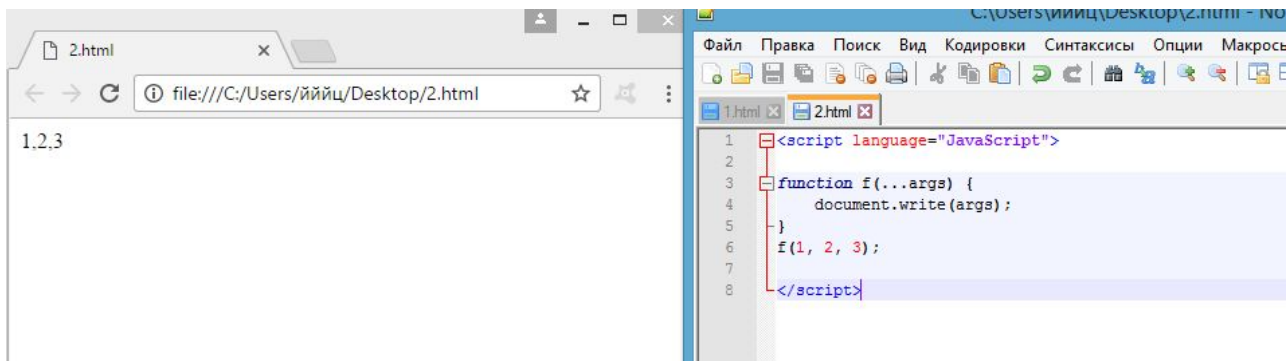 2.html
file:///C:/Users/йййц/Desktop/2.html
1,2,3
C:\Users\йййц\Desktop\2.html - No
Файл Правка Поиск Вид Кодировки Синтаксисы Опции Макросы
1.html 2.html
1 <script language="JavaScript">
2
3 function f(...args) {
4 document.write(args);
5 }
6 f(1, 2, 3);
7
8 </script>